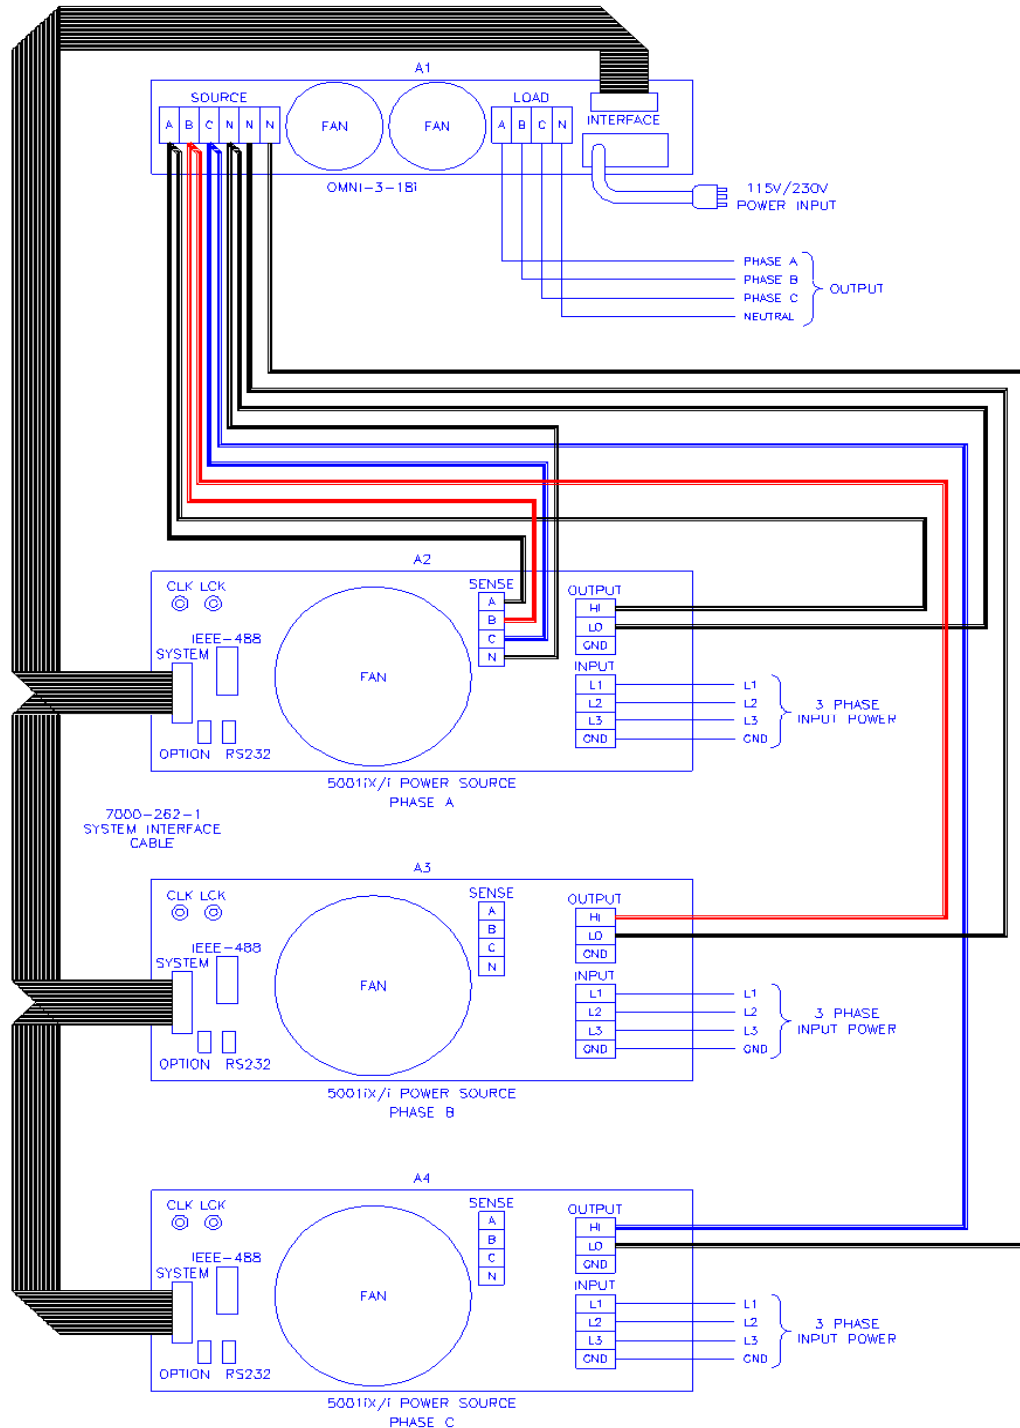 A1
SOURCE
LOAD
A B C N N N
FAN
FAN
A B C N
INTERFACE
OMNI-3-18i
115V/230V
POWER INPUT
PHASE A
PHASE B
PHASE C
NEUTRAL
OUTPUT
A2
CLK LCK
SENSE
OUTPUT
A
B
C
N
HI
LO
GND
IEEE-488
SYSTEM
FAN
INPUT
L1
L2
L3
GND
L1
L2
L3
GND
3 PHASE
INPUT POWER
OPTION RS232
5001iX/i POWER SOURCE
PHASE A
7000-262-1
SYSTEM INTERFACE
CABLE
A3
CLK LCK
SENSE
OUTPUT
A
B
C
N
HI
LO
GND
IEEE-488
SYSTEM
FAN
INPUT
L1
L2
L3
GND
L1
L2
L3
GND
3 PHASE
INPUT POWER
OPTION RS232
5001iX/i POWER SOURCE
PHASE B
A4
CLK LCK
SENSE
OUTPUT
A
B
C
N
HI
LO
GND
IEEE-488
SYSTEM
FAN
INPUT
L1
L2
L3
GND
L1
L2
L3
GND
3 PHASE
INPUT POWER
OPTION RS232
5001iX/i POWER SOURCE
PHASE C